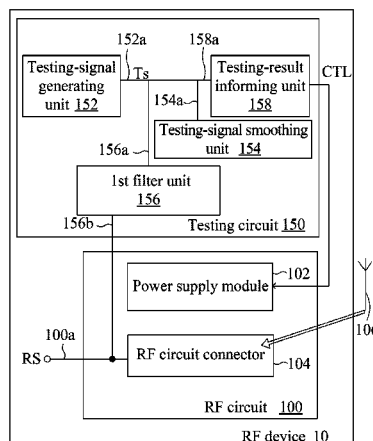 152a
158a
Testing-signal
generating
unit 152
Ts
Testing-result
informing unit
158
CTL
154a
Testing-signal smoothing
unit 154
156a
1st filter unit
156
156b
Testing circuit 150
102
Power supply module
100a
RS
RF circuit connector
104
RF circuit 100
RF device 10